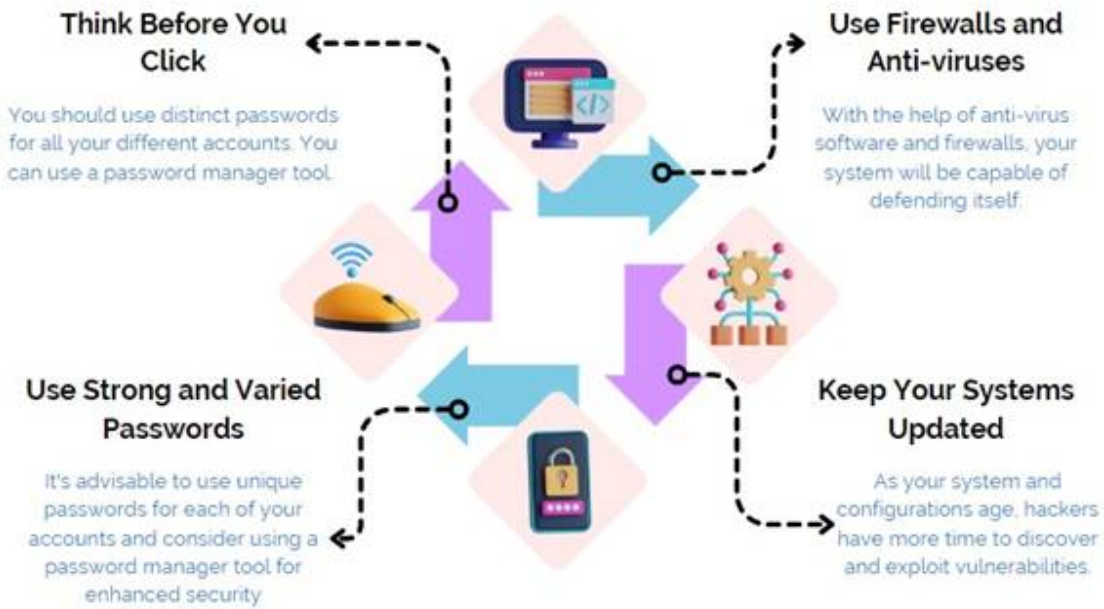 Think Before You
Click
You should use distinct passwords
for all your different accounts. You
can use a password manager tool.
Use Firewalls and
Anti-viruses
With the help of anti-virus
software and firewalls, your
system will be capable of
defending itself.
</>
Use Strong and Varied
Passwords
It's advisable to use unique
passwords for each of your
accounts and consider using a
password manager tool for
enhanced security
Keep Your Systems
Updated
As your system and
configurations age, hackers
have more time to discover
and exploit vulnerabilities.